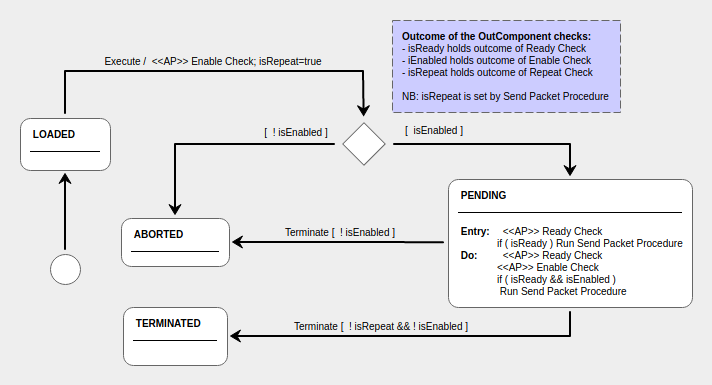 Outcome of the OutComponent checks:
- isReady holds outcome of Ready Check
- iEnabled holds outcome of Enable Check
- isRepeat holds outcome of Repeat Check
NB: isRepeat is set by Send Packet Procedure
Execute / <<AP>> Enable Check; isRepeat=true
LOADED
[ ! isEnabled ]
[ isEnabled ]
PENDING
Entry: <<AP>> Ready Check
if ( isReady ) Run Send Packet Procedure
Do: <<AP>> Ready Check
<<AP>> Enable Check
if ( isReady && isEnabled )
Run Send Packet Procedure
ABORTED
Terminate [ ! isEnabled ]
TERMINATED
Terminate [ ! isRepeat && ! isEnabled ]